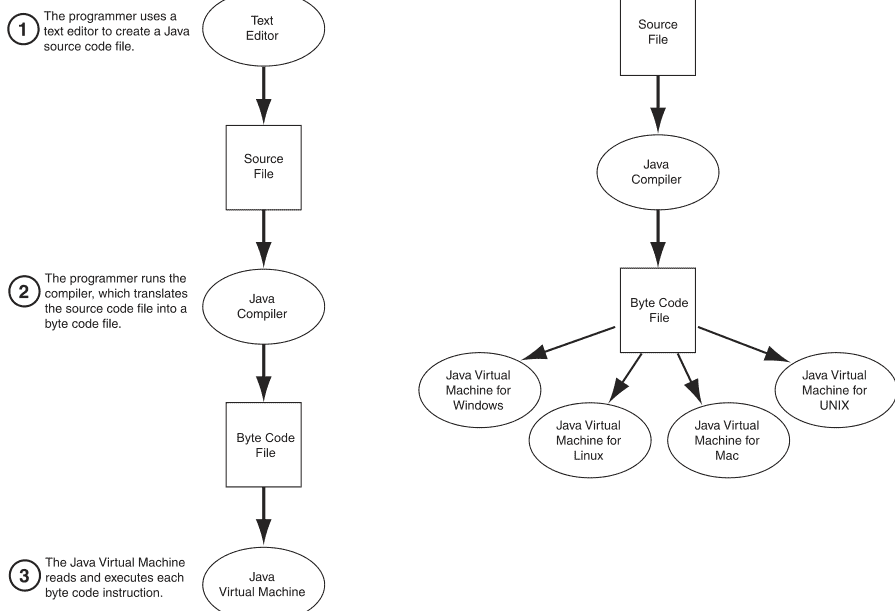 1
The programmer uses a
text editor to create a Java
source code file.
Text
Editor
Source
File
2
The programmer runs the
compiler, which translates
the source code file into a
byte code file.
Java
Compiler
Byte Code
File
3
The Java Virtual Machine
reads and executes each
byte code instruction.
Java
Virtual Machine
Source
File
Java
Compiler
Byte Code
File
Java Virtual
Machine for
Windows
Java Virtual
Machine for
Linux
Java Virtual
Machine for
Mac
Java Virtual
Machine for
UNIX